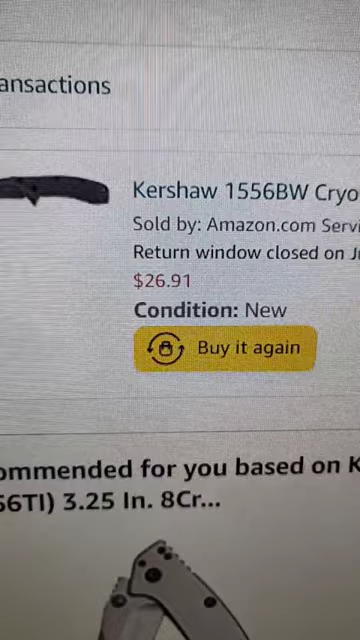 ansactions
Kershaw 1556BW Cryo
Sold by: Amazon.com Servi
Return window closed on J
$26.91
Condition: New
Buy it again
ommended for you based on K
56TI) 3.25 In. 8Cr...